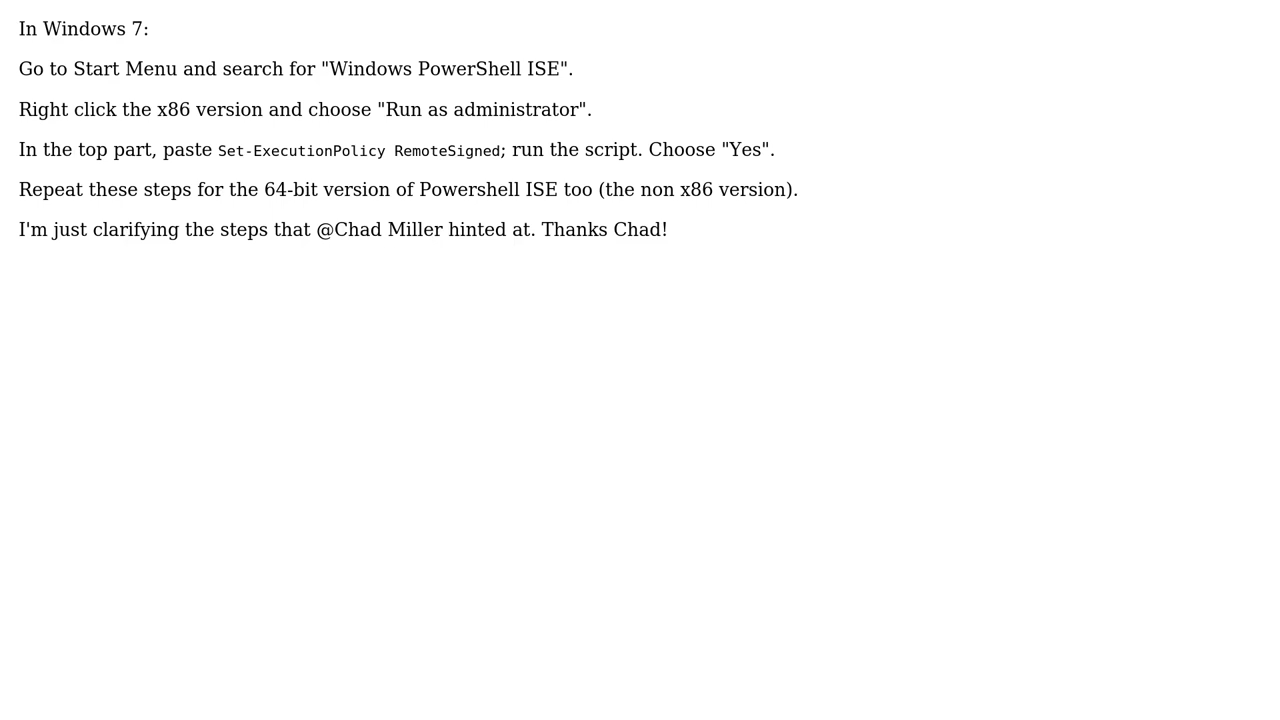 In Windows 7:
Go to Start Menu and search for "Windows PowerShell ISE".
Right click the x86 version and choose "Run as administrator".
In the top part, paste Set-ExecutionPolicy RemoteSigned; run the script. Choose "Yes".
Repeat these steps for the 64-bit version of Powershell ISE too (the non x86 version).
I'm just clarifying the steps that @Chad Miller hinted at. Thanks Chad!